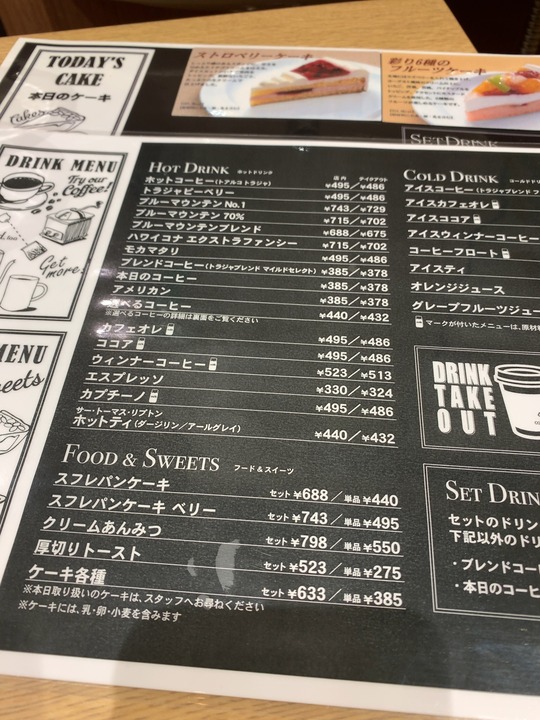 TODAY'S
CAKE
本日のケーキ
Cakes
ストロベリーケーキ
彩り6種の
フルーツケーキ
SET DRINK
DRINK MENU
Try our
Coffee!
Get
more.
MENU
HOT DRINK ホットドリンク
店内 テイクアウト
ホットコーヒー(トアルコ トラジャ) ¥495/¥486
トラジャピーベリー ¥495/¥486
ブルーマウンテン No.1 ¥743/¥729
ブルーマウンテン 70% ¥715/¥702
ブルーマウンテンブレンド ¥688/¥675
ハワイコナ エクストラファンシー ¥715/¥702
モカマタリ ¥495/¥486
ブレンドコーヒー(トラジャブレンド マイルドセレクト) ¥385/¥378
本日のコーヒー ¥385/¥378
アメリカン ¥385/¥378
選べるコーヒー ¥440/¥432
※選べるコーヒーの詳細は裏面をご覧ください
カフェオレ ¥495/¥486
ココア ¥495/¥486
ウィンナーコーヒー ¥523/¥513
エスプレッソ ¥330/¥324
カプチーノ ¥495/¥486
サー・トーマス・リプトン
ホットティ(ダージリン/アールグレイ) ¥440/¥432
FOOD & SWEETS フード&スイーツ
スフレパンケーキ セット¥688/単品¥440
スフレパンケーキ ベリー セット¥743/単品¥495
クリームあんみつ セット¥798/単品¥550
厚切りトースト セット¥523/単品¥275
ケーキ各種 セット¥633/単品¥385
※本日取り扱いのケーキは、スタッフへお尋ねください
※ケーキには、乳・卵・小麦を含みます
COLD DRINK コールドドリ
アイスコーヒー(トラジャブレンド フ
アイスカフェオレ
アイスココア
アイスウィンナーコーヒー
コーヒーフロート
アイスティ
オレンジジュース
グレープフルーツジュー
マークが付いたメニューは、原材料
DRINK
TAKE
OUT
SET DRIN
セットのドリン
下記以外のドリ
・ブレンドコー
・本日のコーヒ